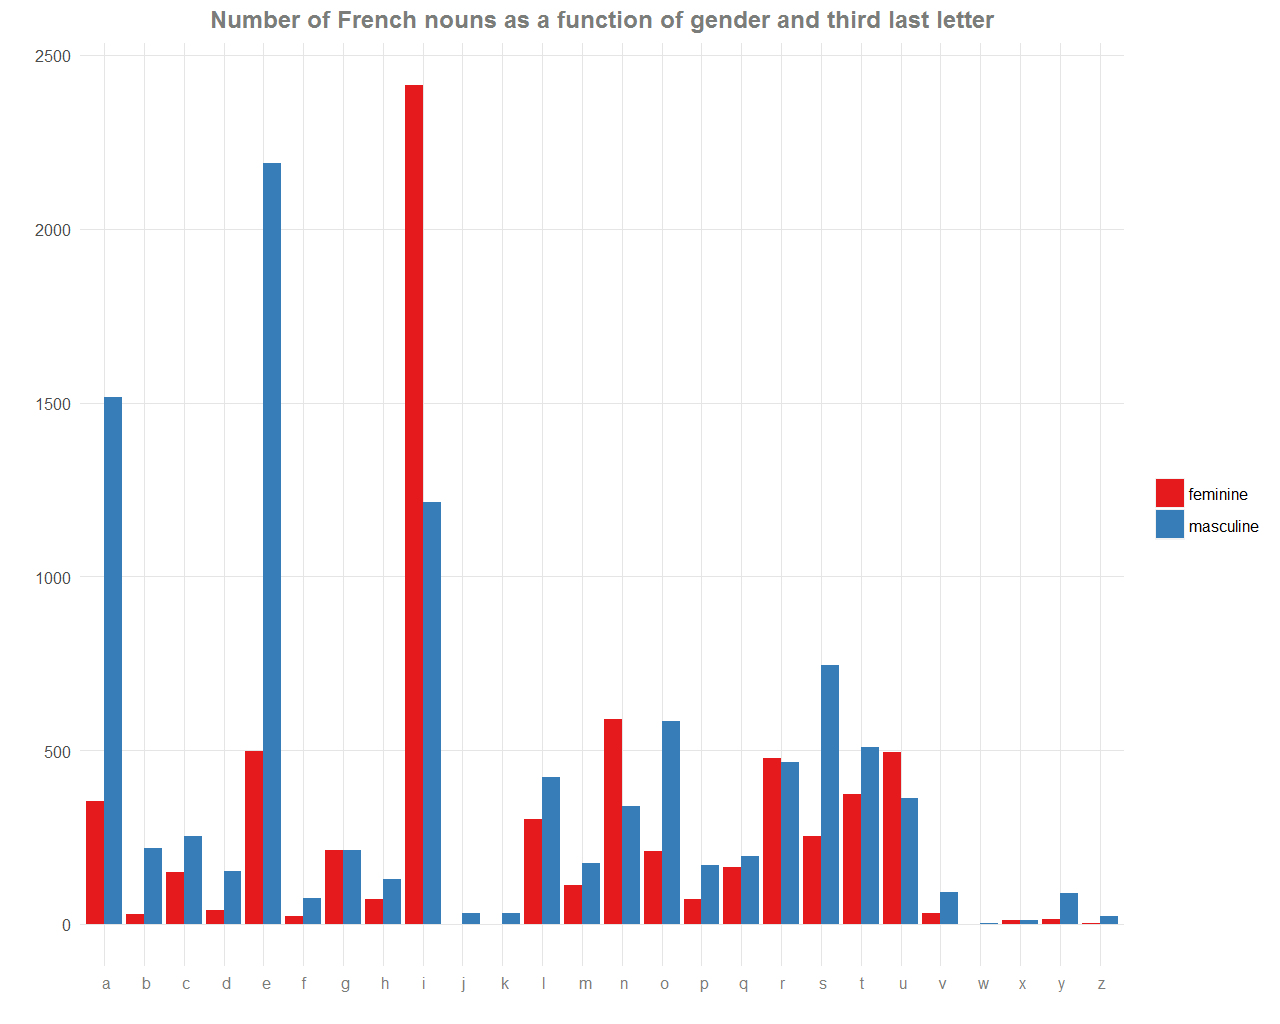 Number of French nouns as a function of gender and third last letter
2500
2000
1500
1000
500
0
a b c d e f g h i j k l m n o p q r s t u v w x y z
feminine
masculine